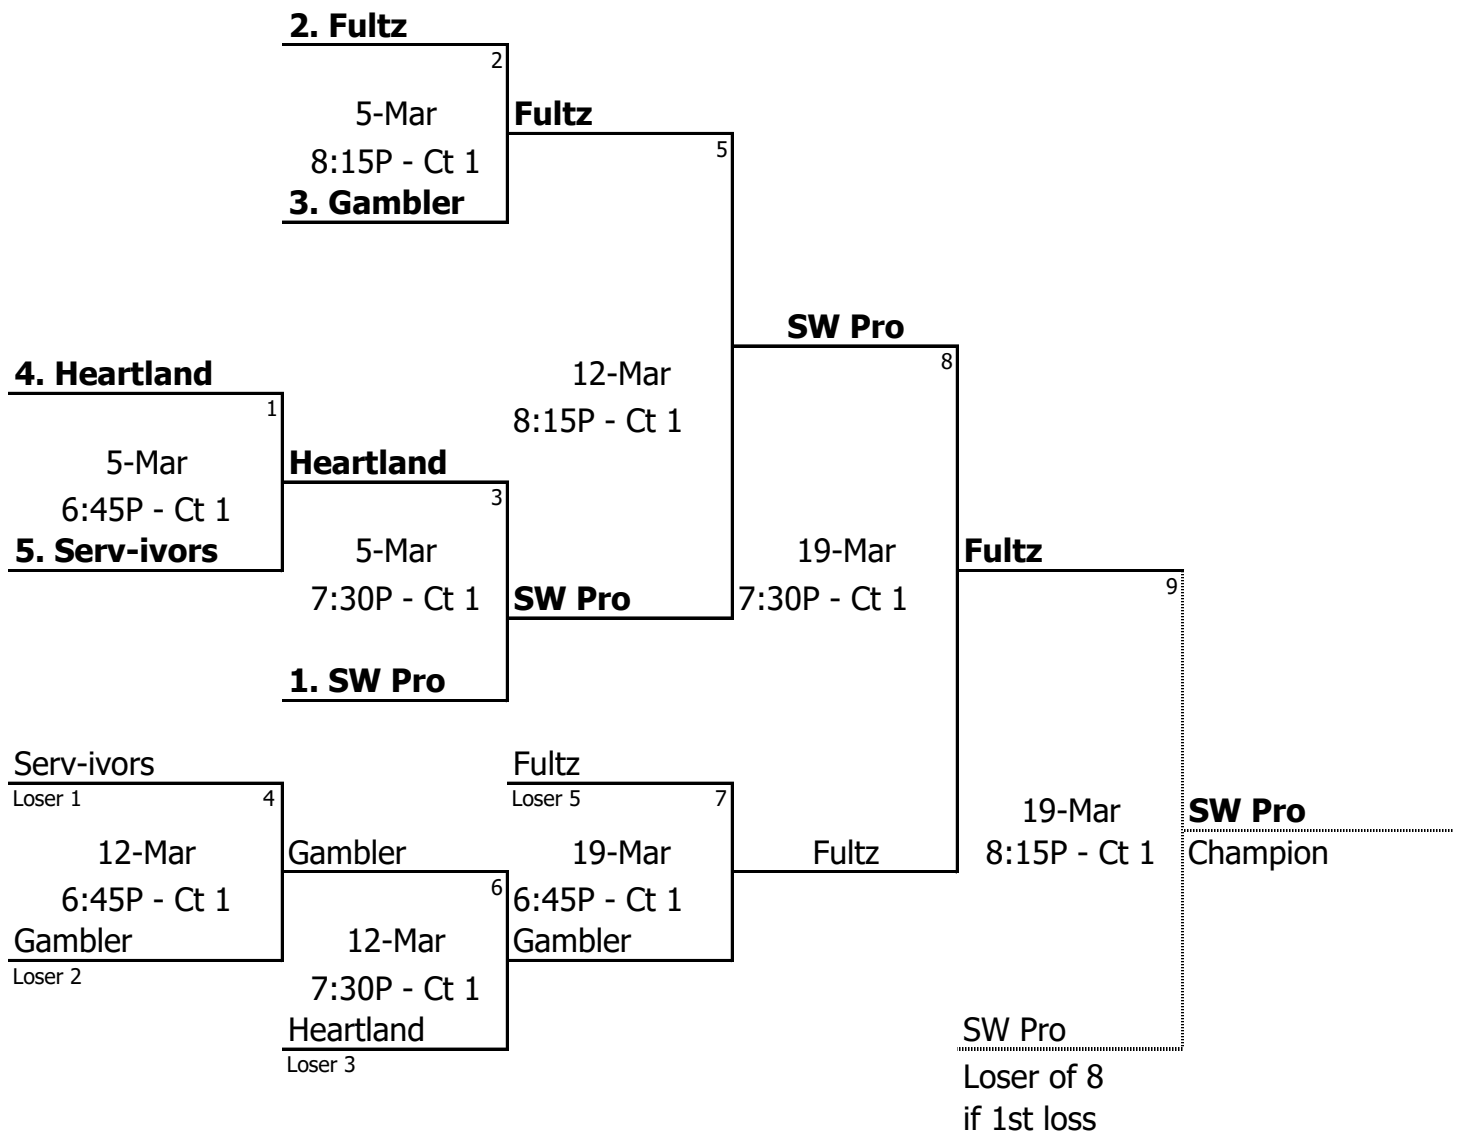 2. Fultz
2
5-Mar
8:15P - Ct 1
3. Gambler
Fultz
5
4. Heartland
1
5-Mar
6:45P - Ct 1
5. Serv-ivors
Heartland
3
5-Mar
7:30P - Ct 1
1. SW Pro
SW Pro
12-Mar
8:15P - Ct 1
SW Pro
8
19-Mar
7:30P - Ct 1
Fultz
9
Serv-ivors
Loser 1
4
12-Mar
6:45P - Ct 1
Gambler
Loser 2
Gambler
6
12-Mar
7:30P - Ct 1
Heartland
Loser 3
Fultz
Loser 5
7
19-Mar
6:45P - Ct 1
Gambler
Fultz
19-Mar
8:15P - Ct 1
SW Pro
Champion
SW Pro
Loser of 8
if 1st loss